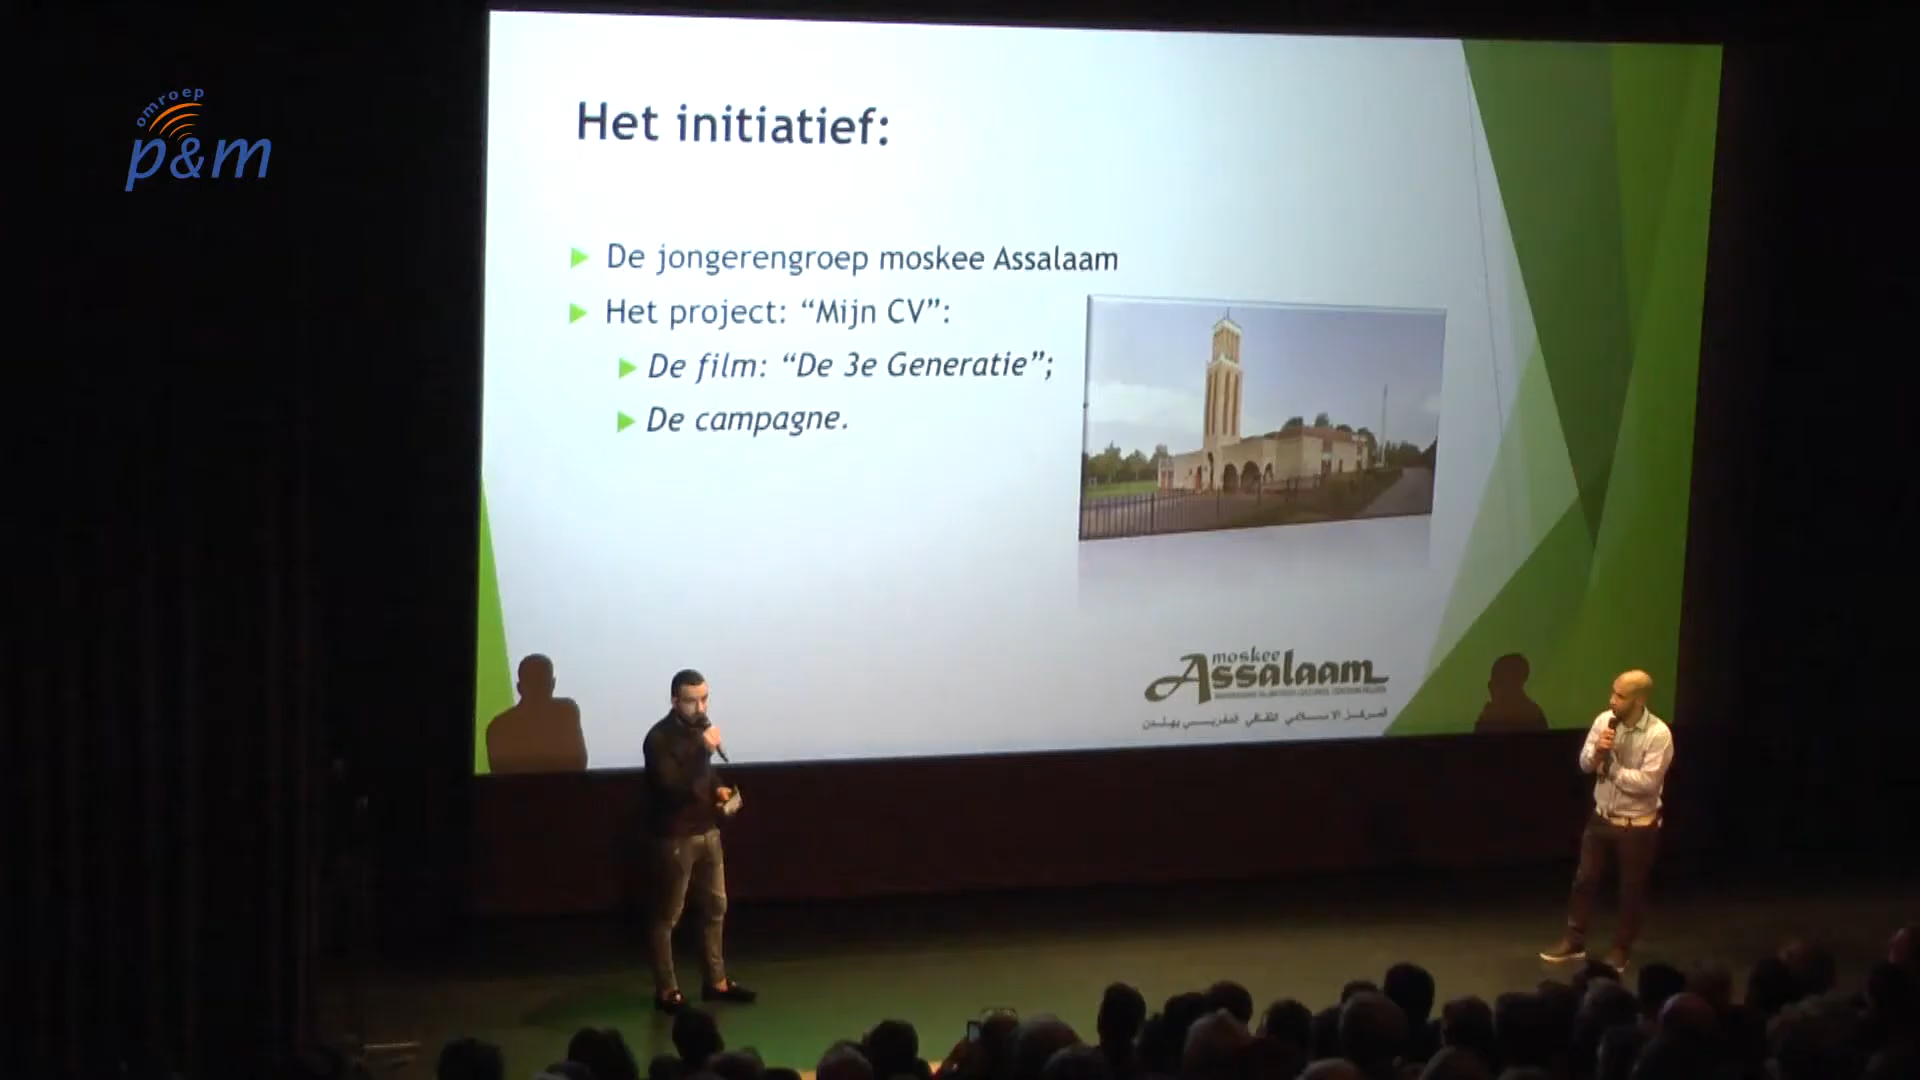 omroep
p&m
Het initiatief:
De jongerengroep moskee Assalaam
Het project: “Mijn CV”:
De film: “De 3e Generatie”;
De campagne.
moskee
Assalaam